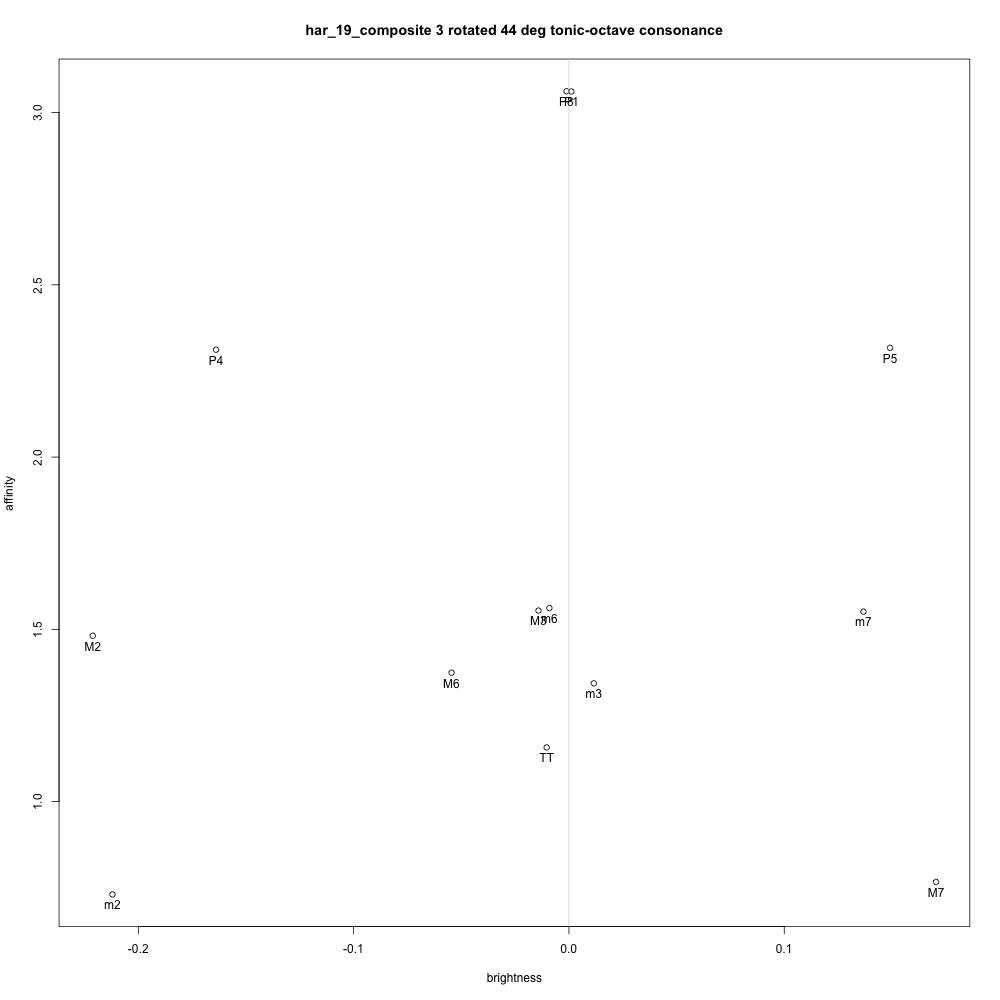 har_19_composite 3 rotated 44 deg tonic-octave consonance
3.0
2.5
2.0
1.5
1.0
affinity
P8
P1
P4
P5
M3
m6
m7
M2
M6
m3
TT
m2
M7
-0.2
-0.1
0.0
0.1
brightness